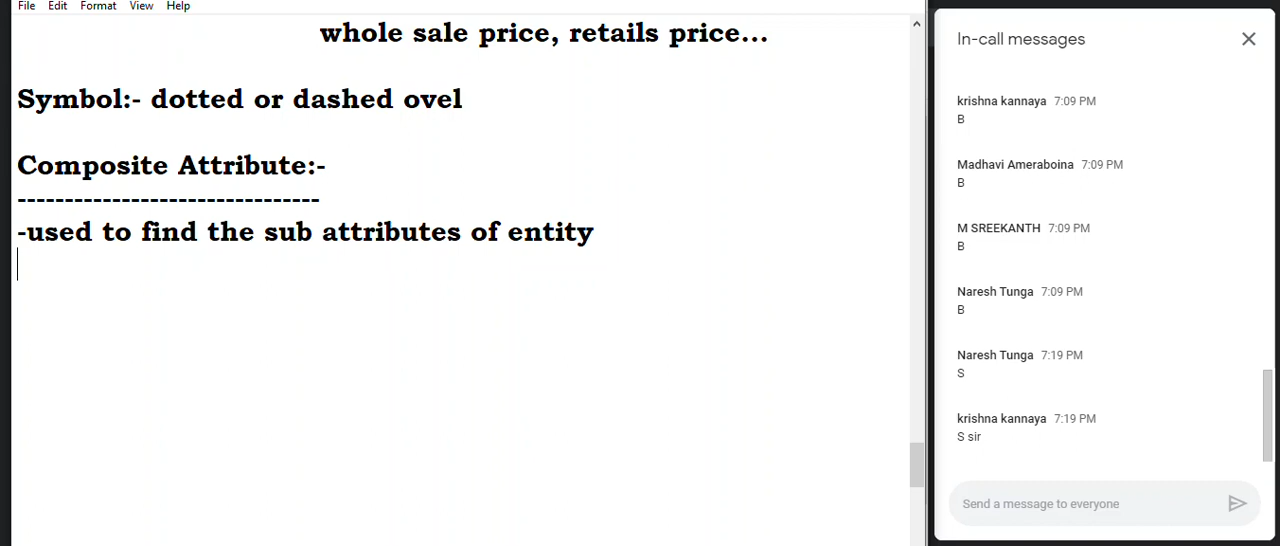 File Edit Format View Help
whole sale price, retails price...
Symbol:- dotted or dashed ovel
Composite Attribute:-
--------------------------------
-used to find the sub attributes of entity
In-call messages
krishna kannaya 7:09 PM
B
Madhavi Ameraboina 7:09 PM
B
M SREEKANTH 7:09 PM
B
Naresh Tunga 7:09 PM
B
Naresh Tunga 7:19 PM
S
krishna kannaya 7:19 PM
S sir
Send a message to everyone